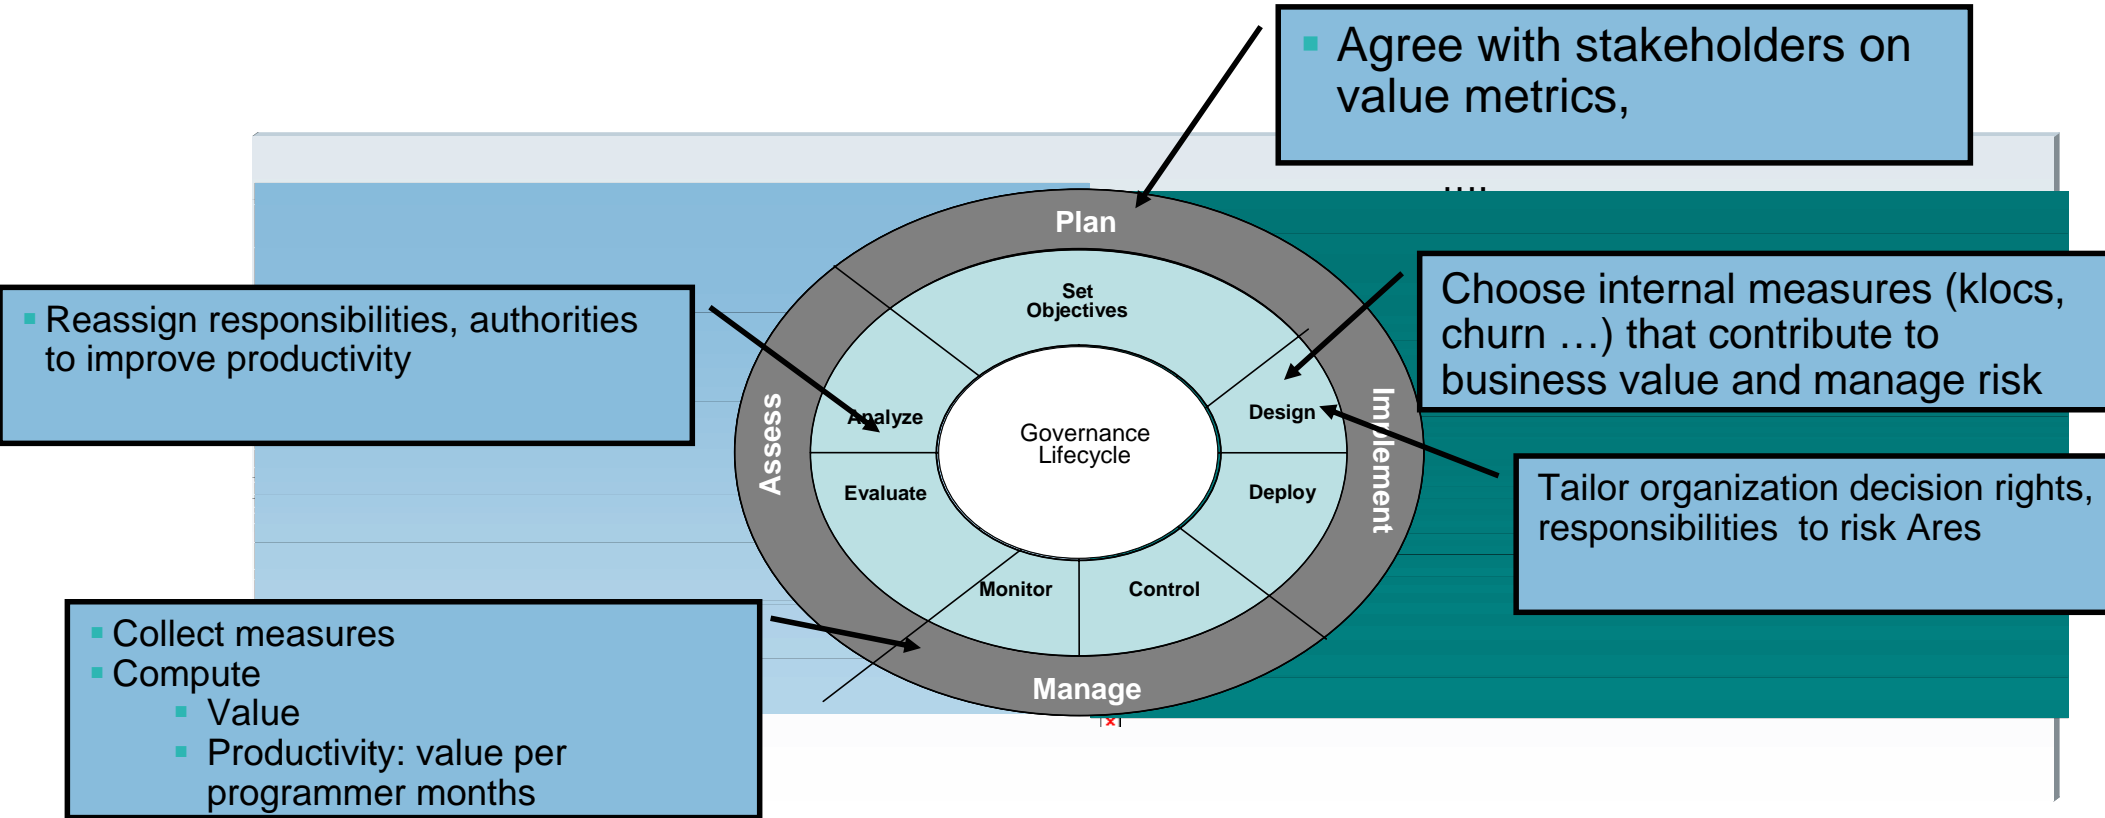 Agree with stakeholders on
value metrics,
....
Plan
Set
Objectives
Reassign responsibilities, authorities
to improve productivity
Choose internal measures (klocs,
churn …) that contribute to
business value and manage risk
Assess
Analyze
Governance
Lifecycle
Design
Implement
Evaluate
Deploy
Tailor organization decision rights,
responsibilities  to risk Ares
Monitor
Control
Manage
Collect measures
Compute
Value
Productivity: value per
programmer months